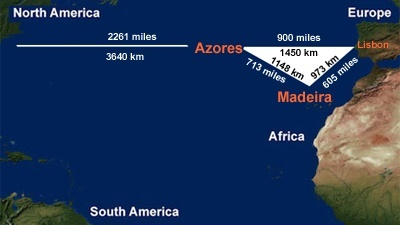 North America
Europe
2261 miles
900 miles
Azores
Lisbon
3640 km
1450 km
713 miles
1148 km
973 km
605 miles
Madeira
Africa
South America